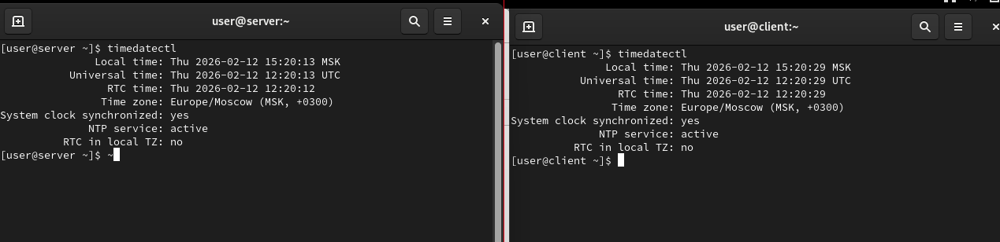 user@server:~
[user@server ~]$ timedatectl
               Local time: Thu 2026-02-12 15:20:13 MSK
           Universal time: Thu 2026-02-12 12:20:13 UTC
                 RTC time: Thu 2026-02-12 12:20:12
                Time zone: Europe/Moscow (MSK, +0300)
System clock synchronized: yes
              NTP service: active
          RTC in local TZ: no
[user@server ~]$ ~
user@client:~
[user@client ~]$ timedatectl
               Local time: Thu 2026-02-12 15:20:29 MSK
           Universal time: Thu 2026-02-12 12:20:29 UTC
                 RTC time: Thu 2026-02-12 12:20:29
                Time zone: Europe/Moscow (MSK, +0300)
System clock synchronized: yes
              NTP service: active
          RTC in local TZ: no
[user@client ~]$